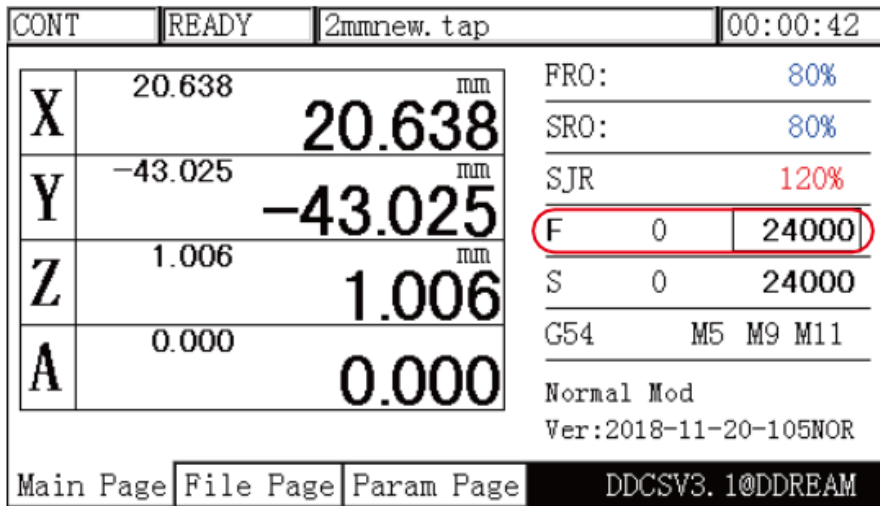 CONT READY 2mmnew.tap 00:00:42
X 20.638 mm 20.638
Y -43.025 mm -43.025
Z 1.006 mm 1.006
A 0.000 0.000
FRO: 80%
SRO: 80%
SJR 120%
F 0 24000
S 0 24000
G54 M5 M9 M11
Normal Mod
Ver:2018-11-20-105NOR
Main Page File Page Param Page DDCSV3.1@DDREAM